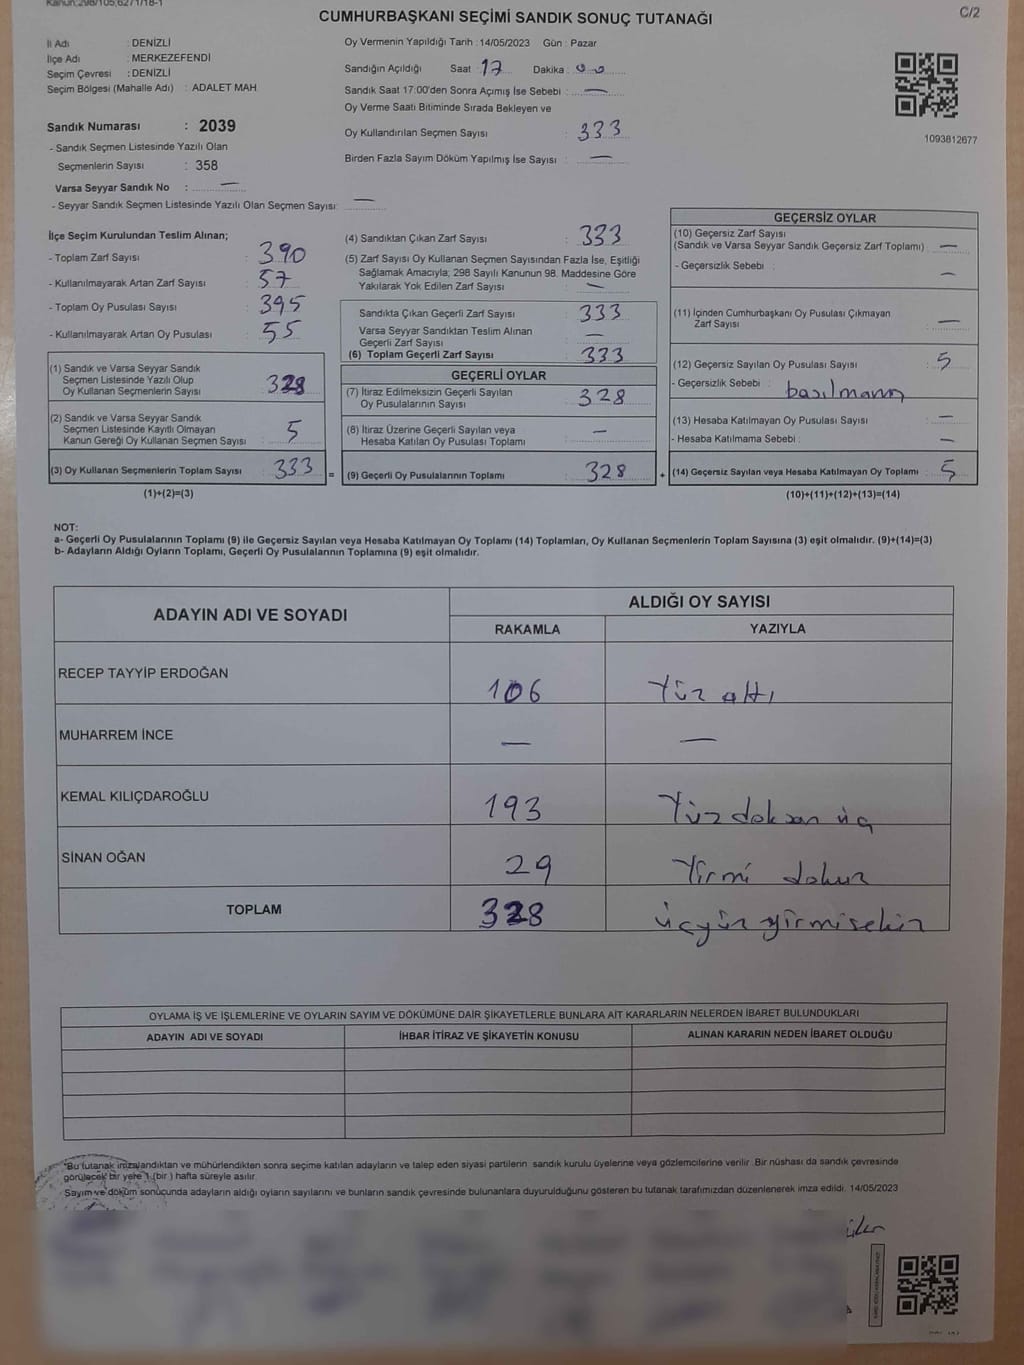 Kanun:298/105,6271/18-1
CUMHURBAŞKANI SEÇİMİ SANDIK SONUÇ TUTANAĞI
C/2
İl Adı : DENİZLİ
İlçe Adı : MERKEZEFENDİ
Seçim Çevresi : DENİZLİ
Seçim Bölgesi (Mahalle Adı) : ADALET MAH.
Sandık Numarası : 2039
- Sandık Seçmen Listesinde Yazılı Olan
Seçmenlerin Sayısı : 358
Varsa Seyyar Sandık No : —
- Seyyar Sandık Seçmen Listesinde Yazılı Olan Seçmen Sayısı: —
Oy Vermenin Yapıldığı Tarih : 14/05/2023 Gün : Pazar
Sandığın Açıldığı Saat : 17 Dakika : 00
Sandık Saat 17:00'den Sonra Açımış İse Sebebi : —
Oy Verme Saati Bitiminde Sırada Bekleyen ve
Oy Kullandırılan Seçmen Sayısı : 333
Birden Fazla Sayım Döküm Yapılmış İse Sayısı : —
1093812677
İlçe Seçim Kurulundan Teslim Alınan;
- Toplam Zarf Sayısı : 390
- Kullanılmayarak Artan Zarf Sayısı : 57
- Toplam Oy Pusulası Sayısı : 395
- Kullanılmayarak Artan Oy Pusulası : 55
(1) Sandık ve Varsa Seyyar Sandık
Seçmen Listesinde Yazılı Olup
Oy Kullanan Seçmenlerin Sayısı : 328
(2) Sandık ve Varsa Seyyar Sandık
Seçmen Listesinde Kayıtlı Olmayan
Kanun Gereği Oy Kullanan Seçmen Sayısı : 5
(3) Oy Kullanan Seçmenlerin Toplam Sayısı : 333
(1)+(2)=(3)
(4) Sandıktan Çıkan Zarf Sayısı : 333
(5) Zarf Sayısı Oy Kullanan Seçmen Sayısından Fazla İse, Eşitliği
Sağlamak Amacıyla; 298 Sayılı Kanunun 98. Maddesine Göre
Yakılarak Yok Edilen Zarf Sayısı : —
Sandıkta Çıkan Geçerli Zarf Sayısı : 333
Varsa Seyyar Sandıktan Teslim Alınan
Geçerli Zarf Sayısı : —
(6) Toplam Geçerli Zarf Sayısı : 333
GEÇERLİ OYLAR
(7) İtiraz Edilmeksizin Geçerli Sayılan
Oy Pusulalarının Sayısı : 328
(8) İtiraz Üzerine Geçerli Sayılan veya
Hesaba Katılan Oy Pusulası Toplamı : —
= (9) Geçerli Oy Pusulalarının Toplamı : 328
GEÇERSİZ OYLAR
(10) Geçersiz Zarf Sayısı
(Sandık ve Varsa Seyyar Sandık Geçersiz Zarf Toplamı) : —
- Geçersizlik Sebebi : —
(11) İçinden Cumhurbaşkanı Oy Pusulası Çıkmayan
Zarf Sayısı : —
(12) Geçersiz Sayılan Oy Pusulası Sayısı : 5
- Geçersizlik Sebebi : basılmamış
(13) Hesaba Katılmayan Oy Pusulası Sayısı : —
- Hesaba Katılmama Sebebi : —
+ (14) Geçersiz Sayılan veya Hesaba Katılmayan Oy Toplamı : 5
(10)+(11)+(12)+(13)=(14)
NOT:
a- Geçerli Oy Pusulalarının Toplamı (9) ile Geçersiz Sayılan veya Hesaba Katılmayan Oy Toplamı (14) Toplamları, Oy Kullanan Seçmenlerin Toplam Sayısına (3) eşit olmalıdır. (9)+(14)=(3)
b- Adayların Aldığı Oyların Toplamı, Geçerli Oy Pusulalarının Toplamına (9) eşit olmalıdır.
ADAYIN ADI VE SOYADI
ALDIĞI OY SAYISI
RAKAMLA YAZIYLA
RECEP TAYYİP ERDOĞAN 106 Yüz altı
MUHARREM İNCE — —
KEMAL KILIÇDAROĞLU 193 Yüz doksan üç
SİNAN OĞAN 29 Yirmi dokuz
TOPLAM 328 üçyüz yirmisekiz
OYLAMA İŞ VE İŞLEMLERİNE VE OYLARIN SAYIM VE DÖKÜMÜNE DAİR ŞİKAYETLERLE BUNLARA AİT KARARLARIN NELERDEN İBARET BULUNDUKLARI
ADAYIN ADI VE SOYADI İHBAR İTİRAZ VE ŞİKAYETİN KONUSU ALINAN KARARIN NEDEN İBARET OLDUĞU
"Bu tutanak imzalandıktan ve mühürlendikten sonra seçime katılan adayların ve talep eden siyasi partilerin sandık kurulu üyelerine veya gözlemcilerine verilir. Bir nüshası da sandık çevresinde
görülecek bir yere 1 (bir ) hafta süreyle asılır.
Sayım ve döküm sonucunda adayların aldığı oyların sayılarını ve bunların sandık çevresinde bulunanlara duyurulduğunu gösteren bu tutanak tarafımızdan düzenlenerek imza edildi. 14/05/2023